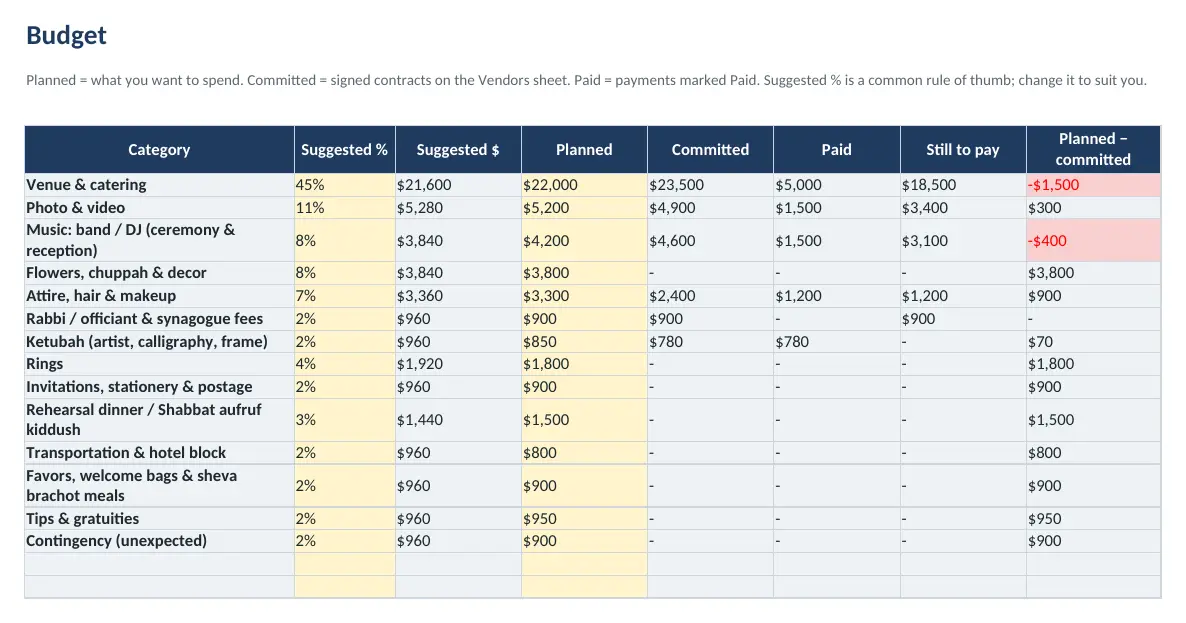 Budget
Planned = what you want to spend. Committed = signed contracts on the Vendors sheet. Paid = payments marked Paid. Suggested % is a common rule of thumb; change it to suit you.
Category Suggested % Suggested $ Planned Committed Paid Still to pay Planned − committed
Venue & catering 45% $21,600 $22,000 $23,500 $5,000 $18,500 -$1,500
Photo & video 11% $5,280 $5,200 $4,900 $1,500 $3,400 $300
Music: band / DJ (ceremony & reception) 8% $3,840 $4,200 $4,600 $1,500 $3,100 -$400
Flowers, chuppah & decor 8% $3,840 $3,800 - - - $3,800
Attire, hair & makeup 7% $3,360 $3,300 $2,400 $1,200 $1,200 $900
Rabbi / officiant & synagogue fees 2% $960 $900 $900 - $900 -
Ketubah (artist, calligraphy, frame) 2% $960 $850 $780 $780 - $70
Rings 4% $1,920 $1,800 - - - $1,800
Invitations, stationery & postage 2% $960 $900 - - - $900
Rehearsal dinner / Shabbat aufruf kiddush 3% $1,440 $1,500 - - - $1,500
Transportation & hotel block 2% $960 $800 - - - $800
Favors, welcome bags & sheva brachot meals 2% $960 $900 - - - $900
Tips & gratuities 2% $960 $950 - - - $950
Contingency (unexpected) 2% $960 $900 - - - $900